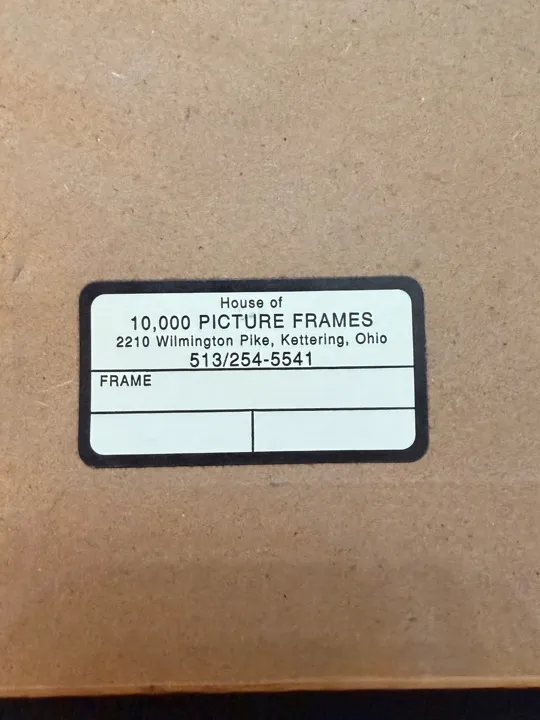 House of
10,000 PICTURE FRAMES
2210 Wilmington Pike, Kettering, Ohio
513/254-5541
FRAME